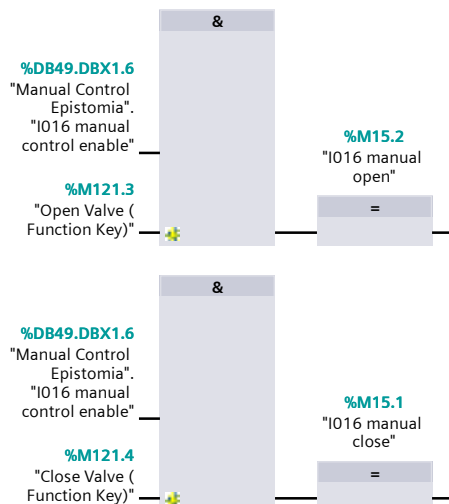 &
%DB49.DBX1.6
"Manual Control
Epistomia".
"I016 manual
control enable"
%M121.3
"Open Valve (
Function Key)"
%M15.2
"I016 manual
open"
=
&
%DB49.DBX1.6
"Manual Control
Epistomia".
"I016 manual
control enable"
%M121.4
"Close Valve (
Function Key)"
%M15.1
"I016 manual
close"
=